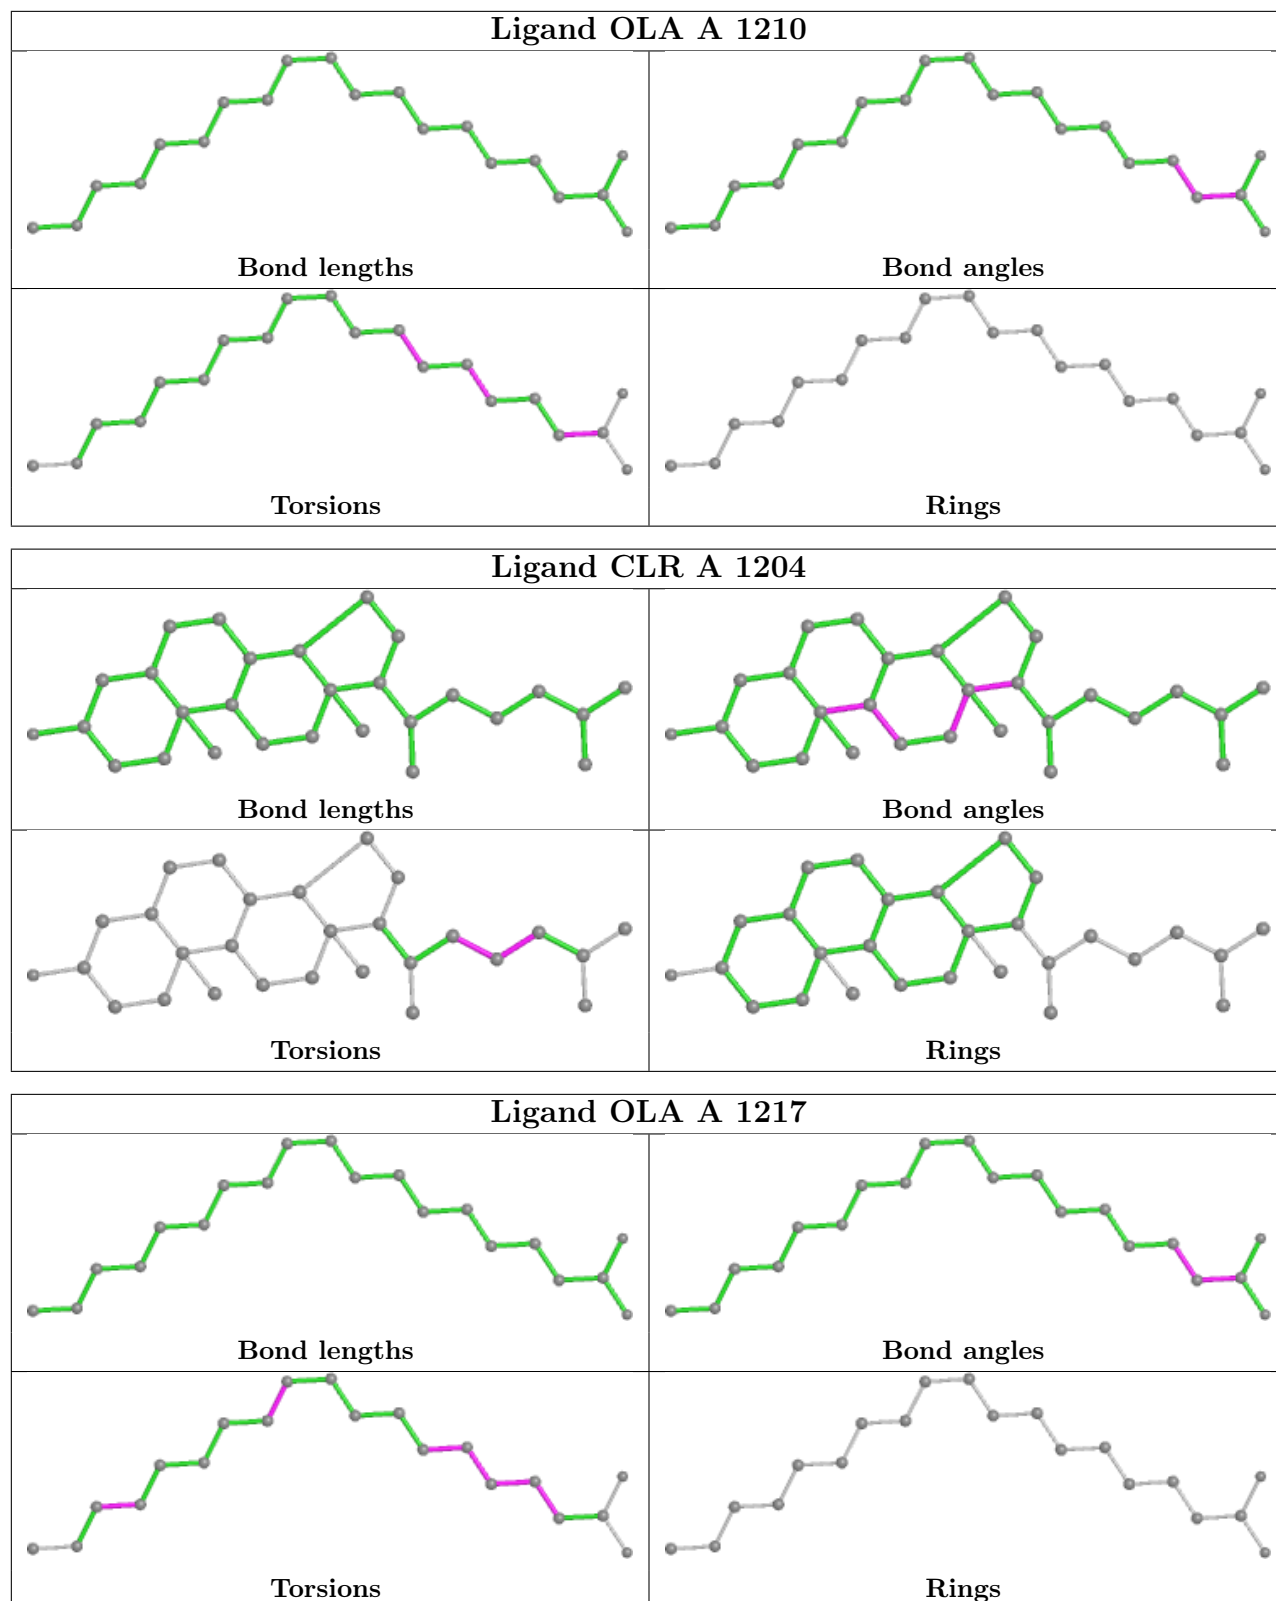 Ligand OLA A 1210
Bond lengths
Bond angles
Torsions
Rings
Ligand CLR A 1204
Bond lengths
Bond angles
Torsions
Rings
Ligand OLA A 1217
Bond lengths
Bond angles
Torsions
Rings